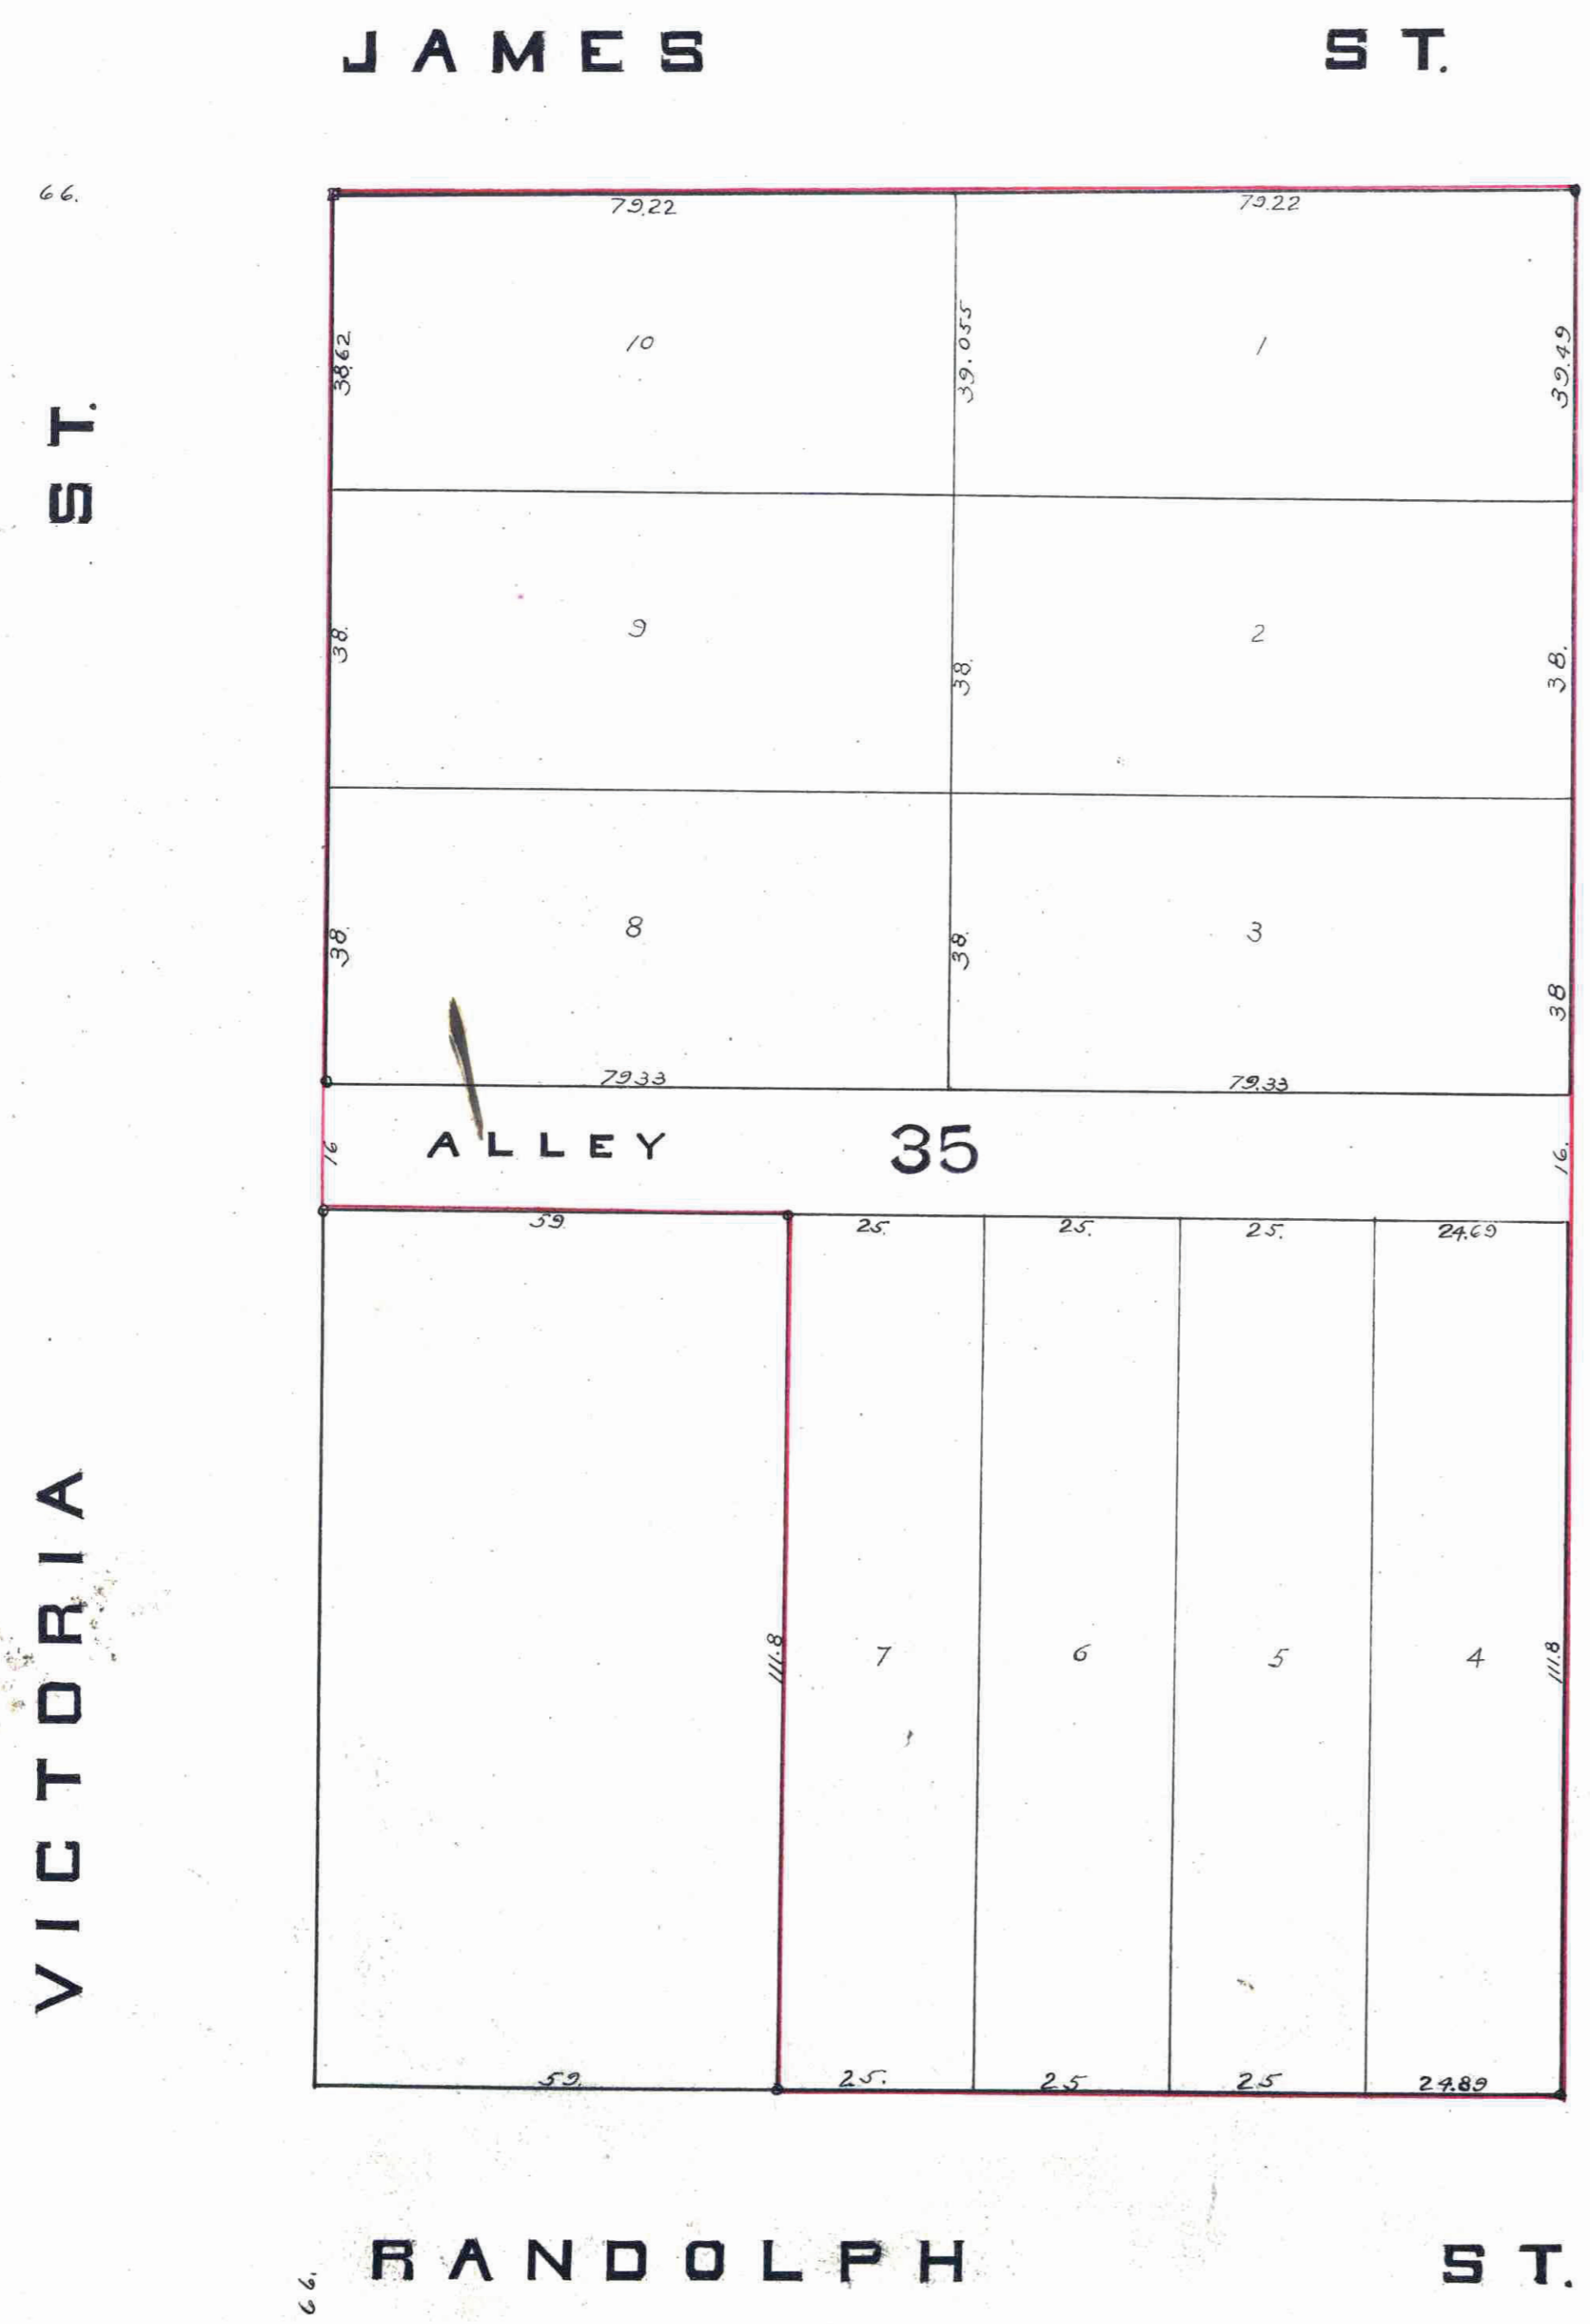 JAMES ST.
66.
79.22 79.22
38.62 10 39.055 1 39.49
ST.
38. 9 38. 2 38.
38. 8 38. 3 38
79.33 79.33
16 ALLEY 35 16.
59. 25. 25. 25. 24.69
VICTORIA
111.8 7 6 5 4 111.8
59. 25. 25 25 24.89
66. RANDOLPH ST.